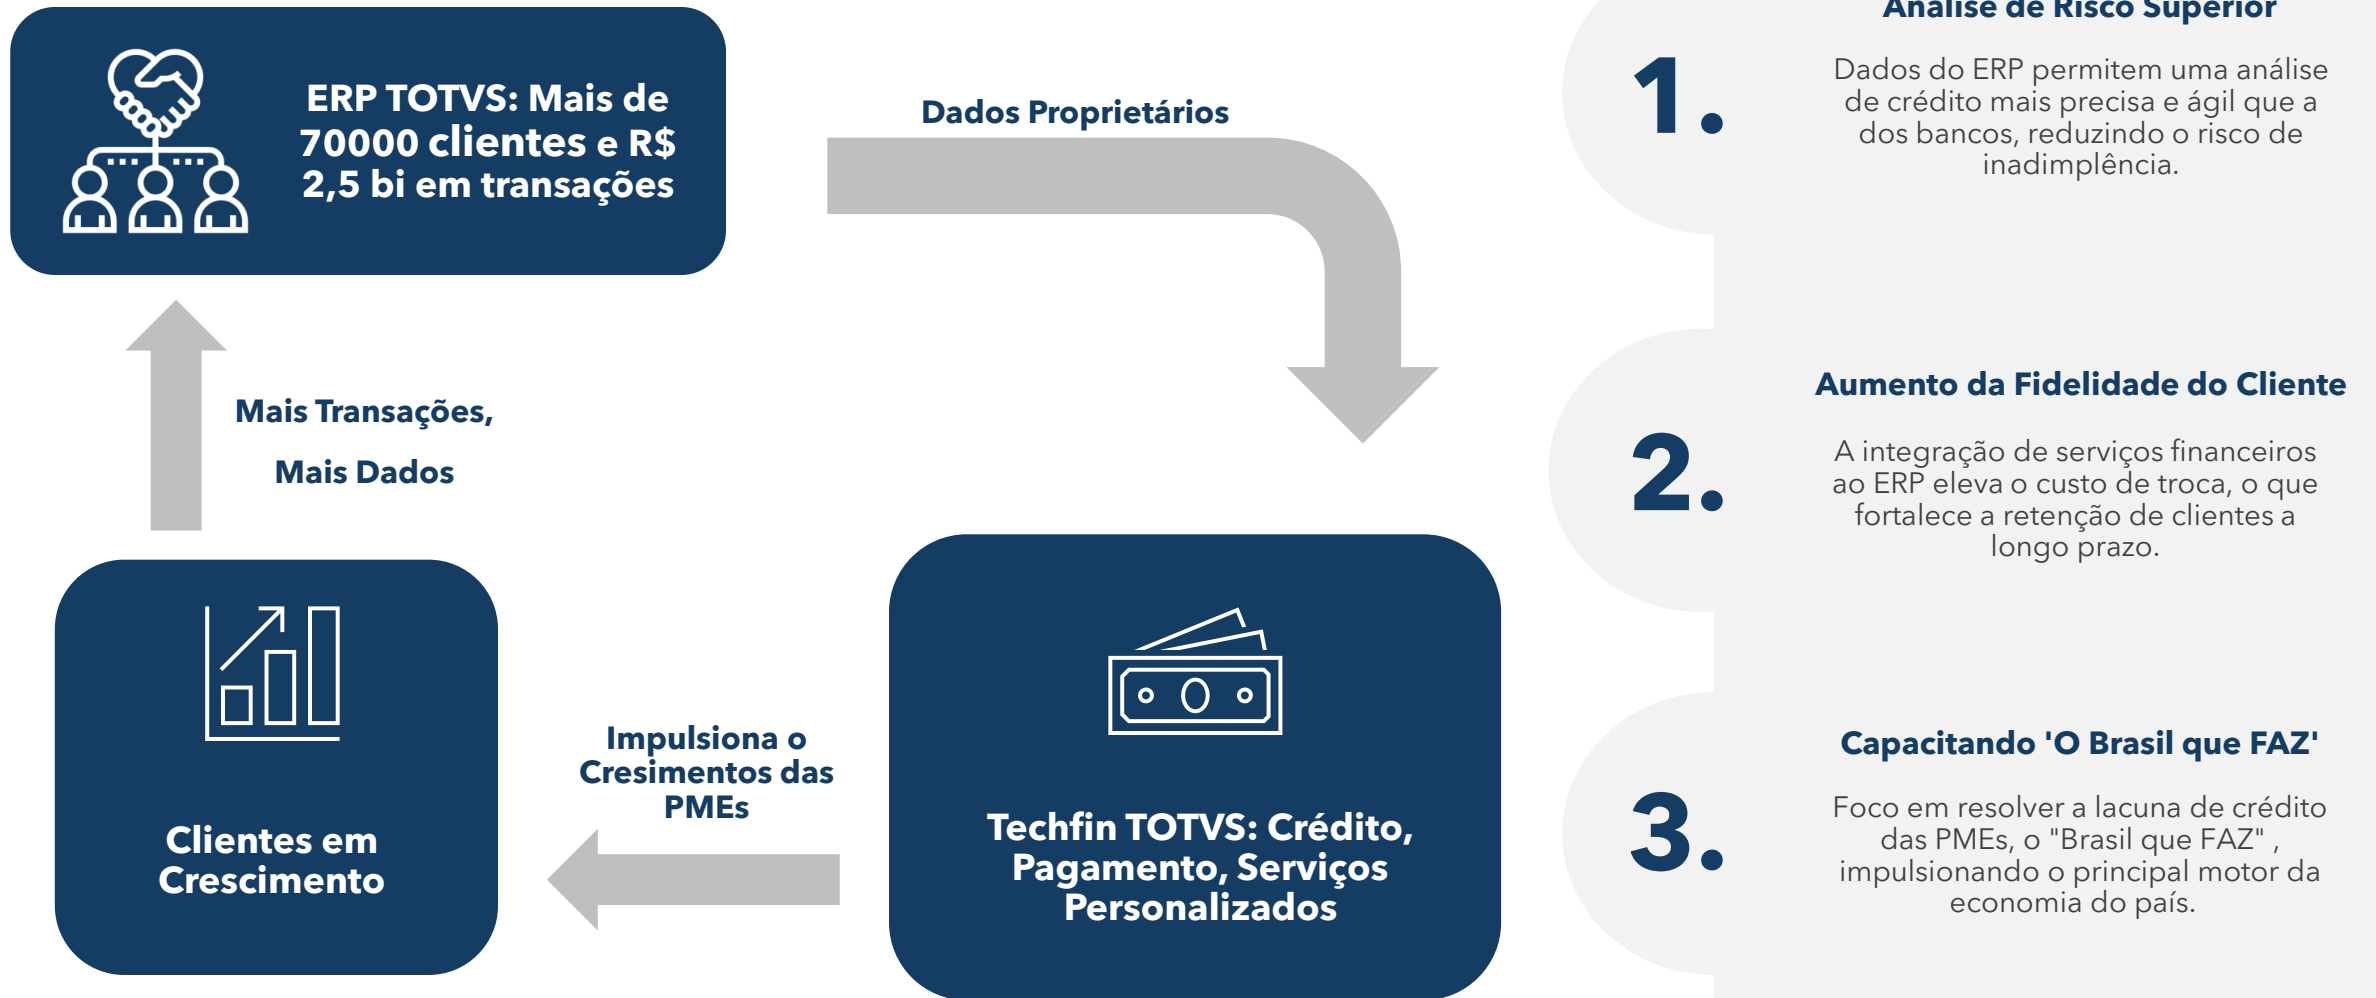 ERP TOTVS: Mais de
70000 clientes e R$
2,5 bi em transações
Dados Proprietários
Mais Transações,
Mais Dados
Clientes em
Crescimento
Impulsiona o
Cresimentos das
PMEs
Techfin TOTVS: Crédito,
Pagamento, Serviços
Personalizados
1.
Análise de Risco Superior
Dados do ERP permitem uma análise
de crédito mais precisa e ágil que a
dos bancos, reduzindo o risco de
inadimplência.
2.
Aumento da Fidelidade do Cliente
A integração de serviços financeiros
ao ERP eleva o custo de troca, o que
fortalece a retenção de clientes a
longo prazo.
3.
Capacitando 'O Brasil que FAZ'
Foco em resolver a lacuna de crédito
das PMEs, o "Brasil que FAZ" ,
impulsionando o principal motor da
economia do país.